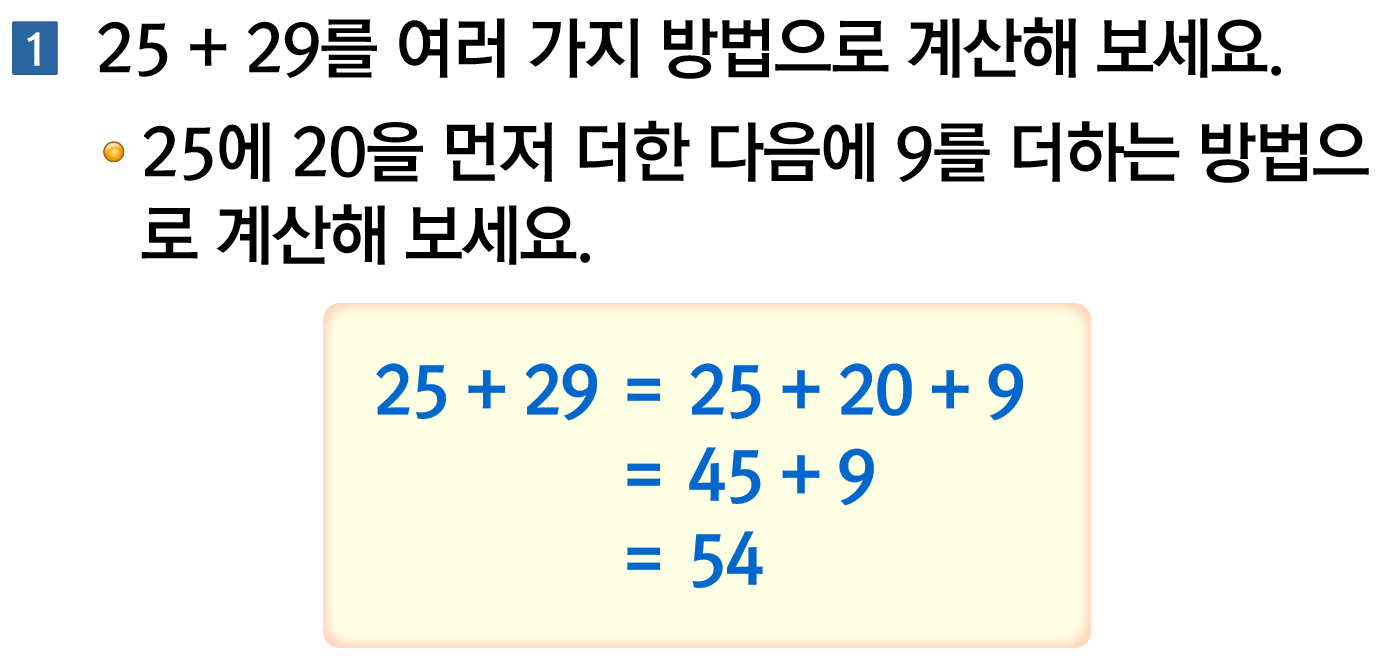 1 25 + 29를 여러 가지 방법으로 계산해 보세요.
25에 20을 먼저 더한 다음에 9를 더하는 방법으
로 계산해 보세요.
25 + 29 = 25 + 20 + 9
= 45 + 9
= 54